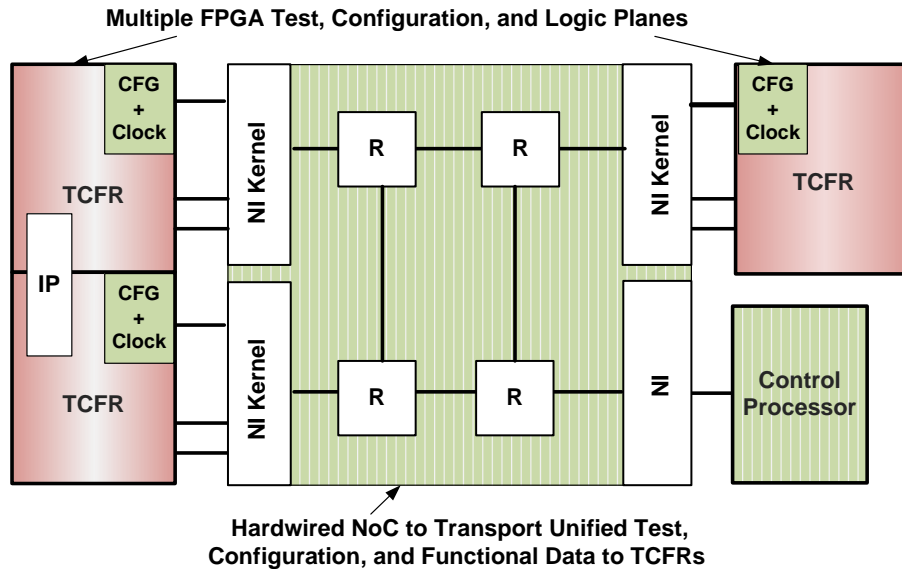 Multiple FPGA Test, Configuration, and Logic Planes
CFG
+
Clock
TCFR
IP
CFG
+
Clock
TCFR
NI Kernel
NI Kernel
R
R
R
R
NI Kernel
NI
CFG
+
Clock
TCFR
Control
Processor
Hardwired NoC to Transport Unified Test,
Configuration, and Functional Data to TCFRs